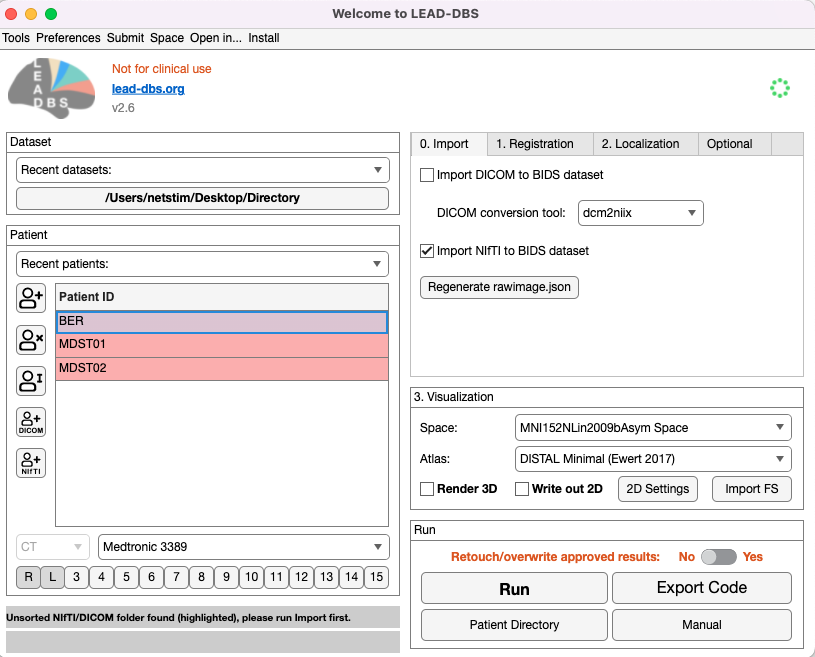 Welcome to LEAD-DBS
Tools Preferences Submit Space Open in... Install
LEAD DBS
Not for clinical use
lead-dbs.org
v2.6
Dataset
Recent datasets:
/Users/netstim/Desktop/Directory
Patient
Recent patients:
Patient ID
BER
MDST01
MDST02
DICOM
NIfTI
CT
Medtronic 3389
R L 3 4 5 6 7 8 9 10 11 12 13 14 15
Unsorted NIfTI/DICOM folder found (highlighted), please run Import first.
0. Import 1. Registration 2. Localization Optional
Import DICOM to BIDS dataset
DICOM conversion tool: dcm2niix
Import NIfTI to BIDS dataset
Regenerate rawimage.json
3. Visualization
Space: MNI152NLin2009bAsym Space
Atlas: DISTAL Minimal (Ewert 2017)
Render 3D Write out 2D 2D Settings Import FS
Run
Retouch/overwrite approved results: No Yes
Run Export Code
Patient Directory Manual